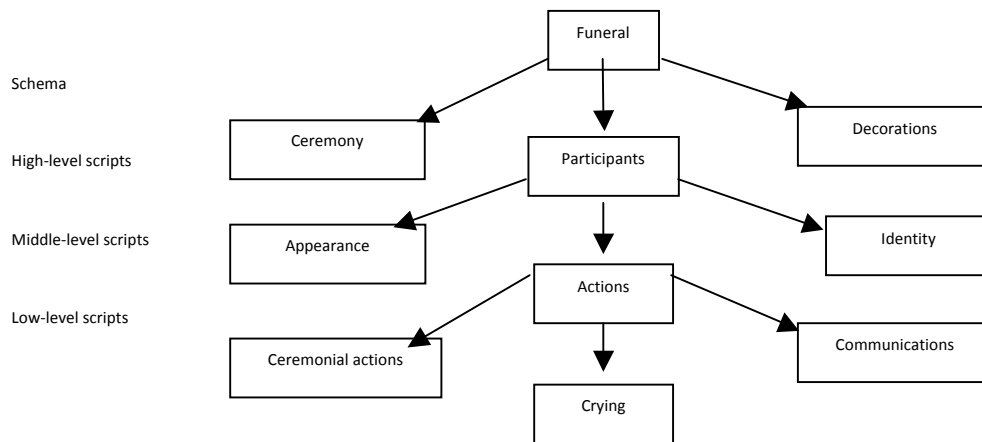 Funeral
Schema
Ceremony
Decorations
High-level scripts
Participants
Middle-level scripts
Appearance
Identity
Actions
Low-level scripts
Ceremonial actions
Communications
Crying